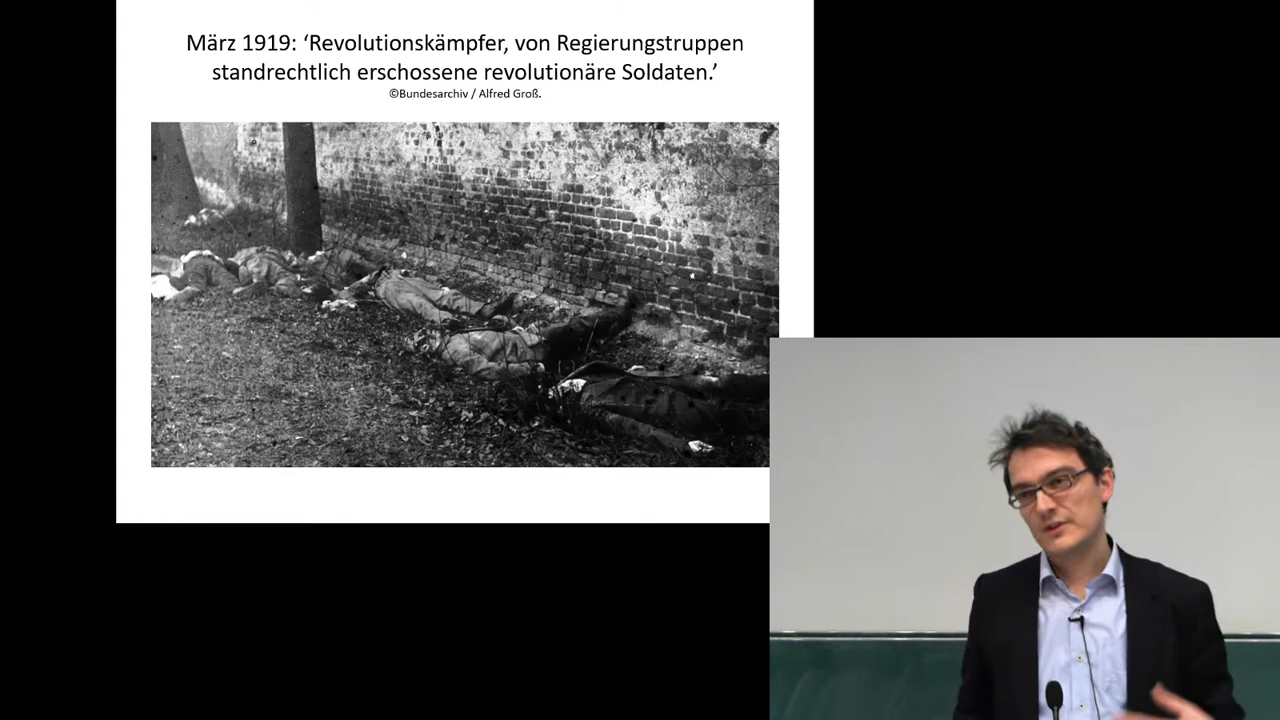 März 1919: ‘Revolutionskämpfer, von Regierungstruppen
standrechtlich erschossene revolutionäre Soldaten.’
©Bundesarchiv / Alfred Groß.